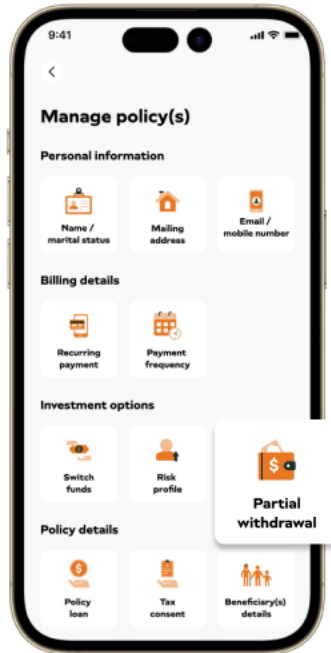 9:41
Manage policy(s)
Personal information
Name /
marital status
Mailing
address
Email /
mobile number
Billing details
Recurring
payment
Payment
frequency
Investment options
Switch
funds
Risk
profile
$
Partial
withdrawal
Policy details
$
Policy
loan
Tax
consent
Beneficiary(s)
details